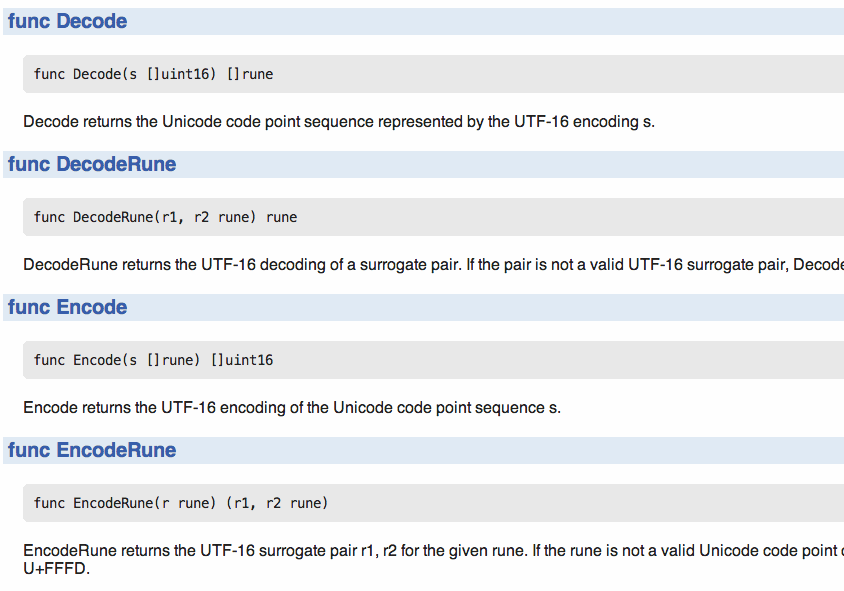 func Decode
func Decode(s []uint16) []rune
Decode returns the Unicode code point sequence represented by the UTF-16 encoding s.
func DecodeRune
func DecodeRune(r1, r2 rune) rune
DecodeRune returns the UTF-16 decoding of a surrogate pair. If the pair is not a valid UTF-16 surrogate pair, Decode
func Encode
func Encode(s []rune) []uint16
Encode returns the UTF-16 encoding of the Unicode code point sequence s.
func EncodeRune
func EncodeRune(r rune) (r1, r2 rune)
EncodeRune returns the UTF-16 surrogate pair r1, r2 for the given rune. If the rune is not a valid Unicode code point
U+FFFD.